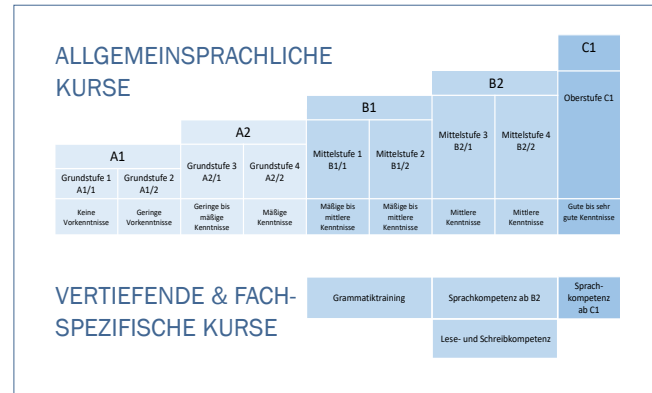 ALLGEMEINSPRACHLICHE
KURSE
C1
B2
Oberstufe C1
B1
Mittelstufe 3
B2/1
Mittelstufe 4
B2/2
A2
Mittelstufe 1
B1/1
Mittelstufe 2
B1/2
A1
Grundstufe 3
A2/1
Grundstufe 4
A2/2
Grundstufe 1
A1/1
Grundstufe 2
A1/2
Keine
Vorkenntnisse
Geringe
Vorkenntnisse
Geringe bis
mäßige
Kenntnisse
Mäßige
Kenntnisse
Mäßige bis
mittlere
Kenntnisse
Mäßige bis
mittlere
Kenntnisse
Mittlere
Kenntnisse
Mittlere
Kenntnisse
Gute bis sehr
gute Kenntnisse
VERTIEFENDE & FACH-
SPEZIFISCHE KURSE
Grammatiktraining
Sprachkompetenz ab B2
Sprach-
kompetenz
ab C1
Lese- und Schreibkompetenz